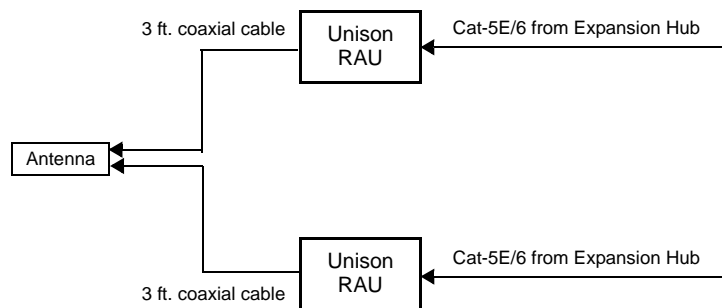 3 ft. coaxial cable
Unison
RAU
Cat-5E/6 from Expansion Hub
Antenna
Unison
RAU
Cat-5E/6 from Expansion Hub
3 ft. coaxial cable